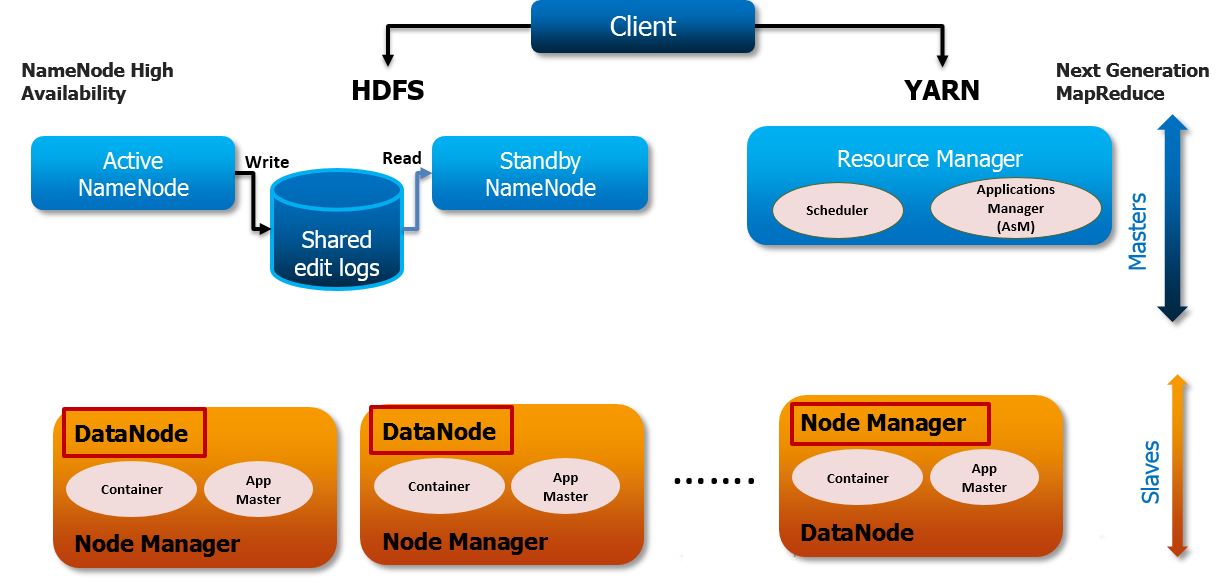 Client
NameNode High
Availability
HDFS
YARN
Next Generation
MapReduce
Active
NameNode
Write
Read
Standby
NameNode
Shared
edit logs
Resource Manager
Scheduler
Applications
Manager
(AsM)
Masters
DataNode
Container
App
Master
Node Manager
DataNode
Container
App
Master
Node Manager
.......
Node Manager
Container
App
Master
DataNode
Slaves